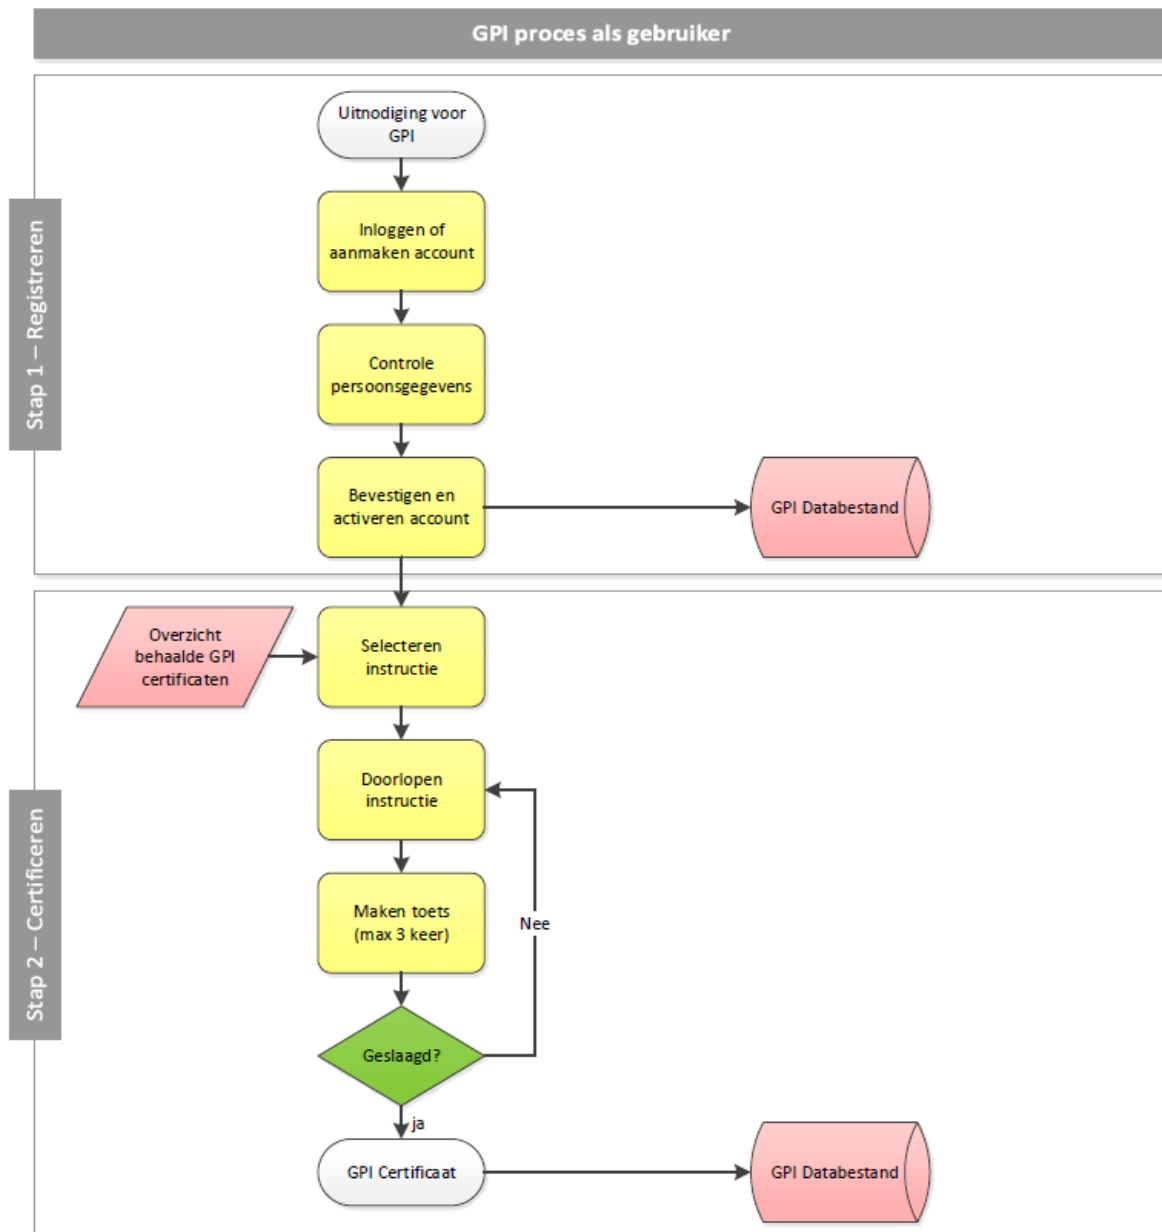 GPI proces als gebruiker
Stap 1 – Registreren
Uitnodiging voor
GPI
Inloggen of
aanmaken account
Controle
persoonsgegevens
Bevestigen en
activeren account
GPI Databestand
Stap 2 – Certificeren
Overzicht
behaalde GPI
certificaten
Selecteren
instructie
Doorlopen
instructie
Maken toets
(max 3 keer)
Nee
Geslaagd?
ja
GPI Certificaat
GPI Databestand